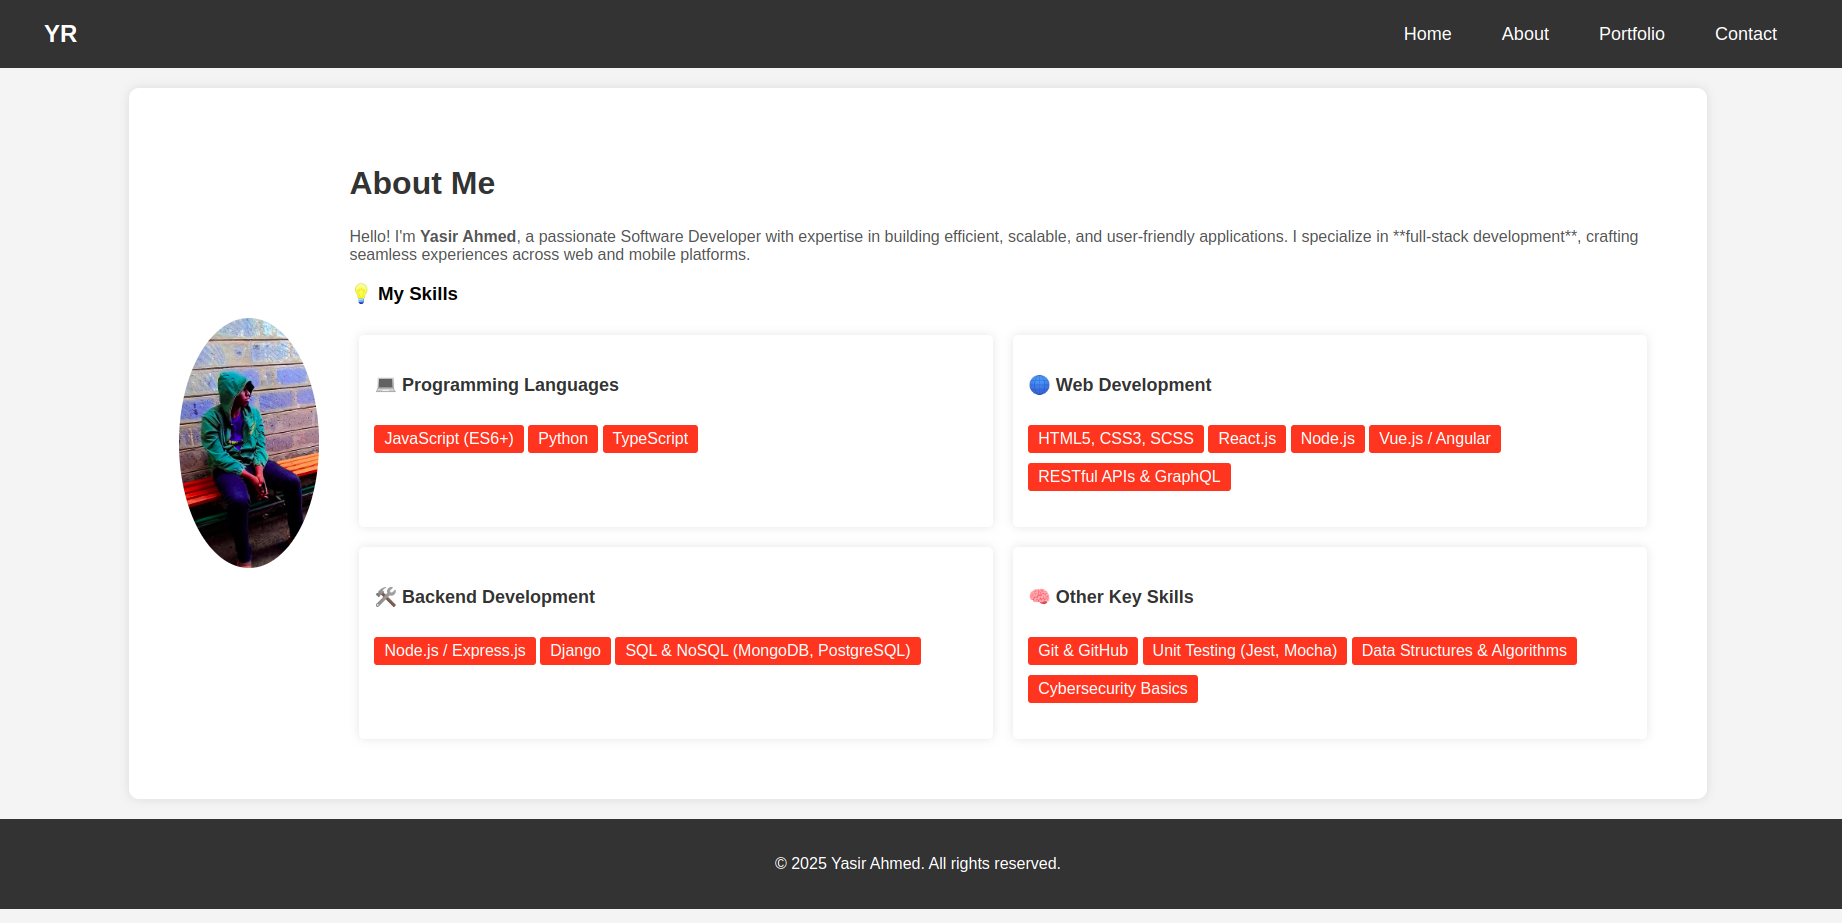 YR
Home
About
Portfolio
Contact
About Me
Hello! I'm Yasir Ahmed, a passionate Software Developer with expertise in building efficient, scalable, and user-friendly applications. I specialize in **full-stack development**, crafting
seamless experiences across web and mobile platforms.
💡 My Skills
💻 Programming Languages
JavaScript (ES6+) Python TypeScript
🌐 Web Development
HTML5, CSS3, SCSS React.js Node.js Vue.js / Angular
RESTful APIs & GraphQL
🛠️ Backend Development
Node.js / Express.js Django SQL & NoSQL (MongoDB, PostgreSQL)
🧠 Other Key Skills
Git & GitHub Unit Testing (Jest, Mocha) Data Structures & Algorithms
Cybersecurity Basics
© 2025 Yasir Ahmed. All rights reserved.